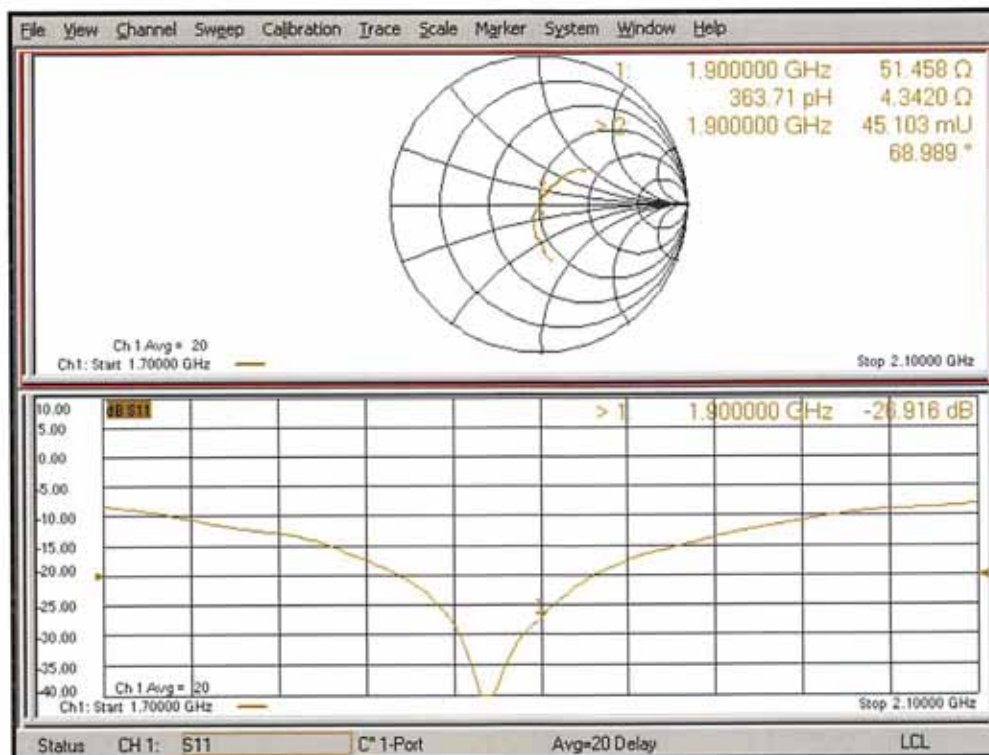 File View Channel Sweep Calibration Trace Scale Marker System Window Help
1: 1.900000 GHz 51.458 Ω
363.71 pH 4.3420 Ω
> 2 1.900000 GHz 45.103 mU
68.989 °
Ch 1 Avg = 20
Ch1: Start 1.70000 GHz
Stop 2.10000 GHz
10.00
dB S11
> 1 1.900000 GHz -26.916 dB
5.00
0.00
-5.00
-10.00
-15.00
-20.00
-25.00
1
-30.00
-35.00
-40.00
Ch 1 Avg = 20
Ch1: Start 1.70000 GHz
Stop 2.10000 GHz
Status CH 1: S11 C* 1-Port Avg=20 Delay LCL